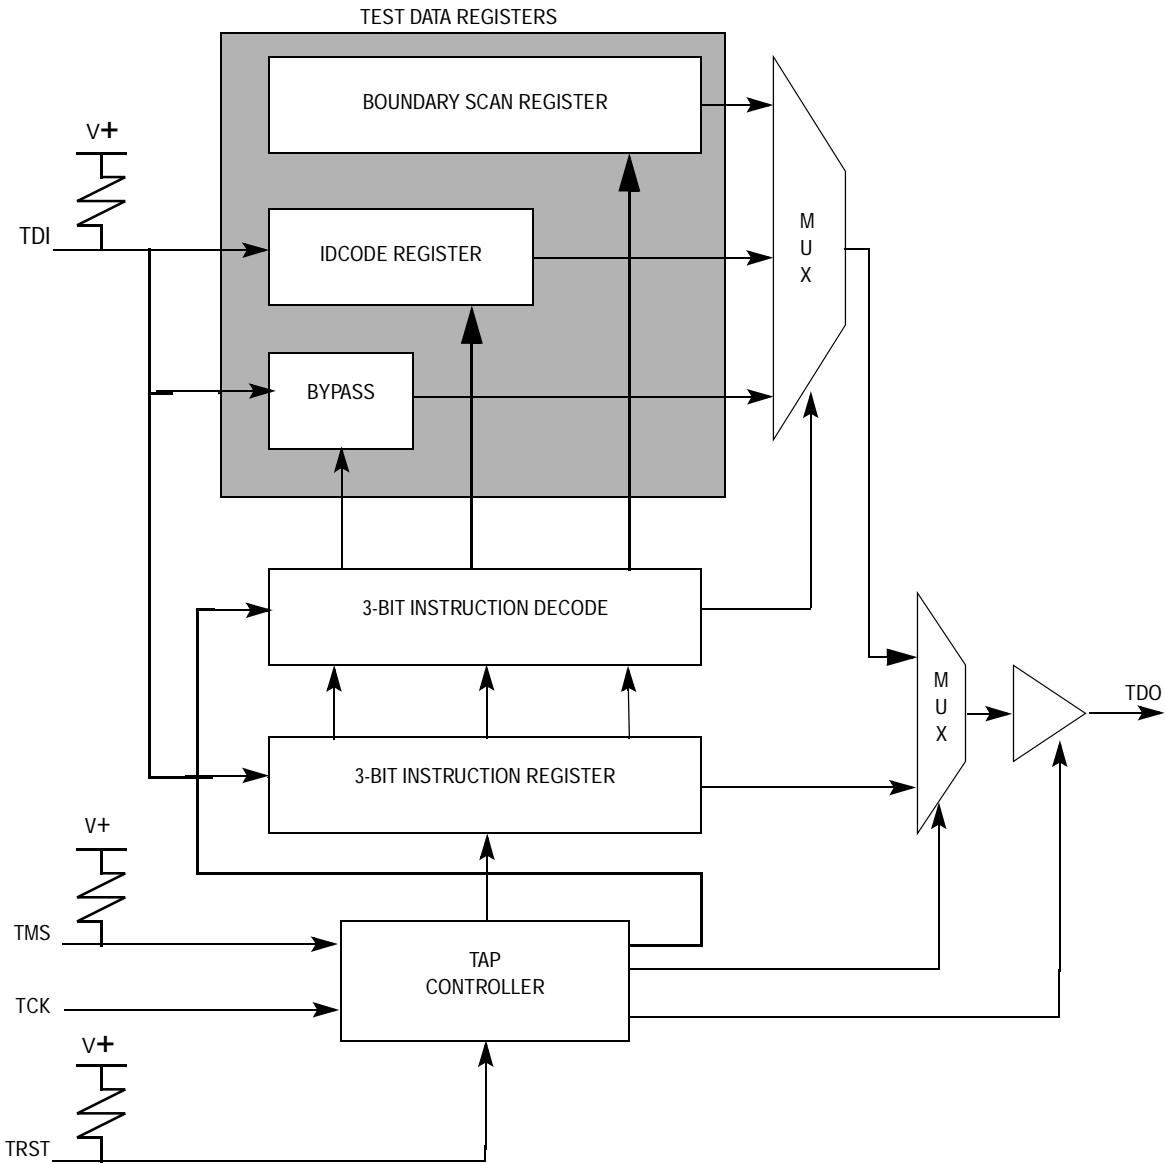 TEST DATA REGISTERS
BOUNDARY SCAN REGISTER
V+
TDI
IDCODE REGISTER
M
U
X
BYPASS
3-BIT INSTRUCTION DECODE
M
U
X
TDO
3-BIT INSTRUCTION REGISTER
V+
TMS
TAP
CONTROLLER
TCK
V+
TRST